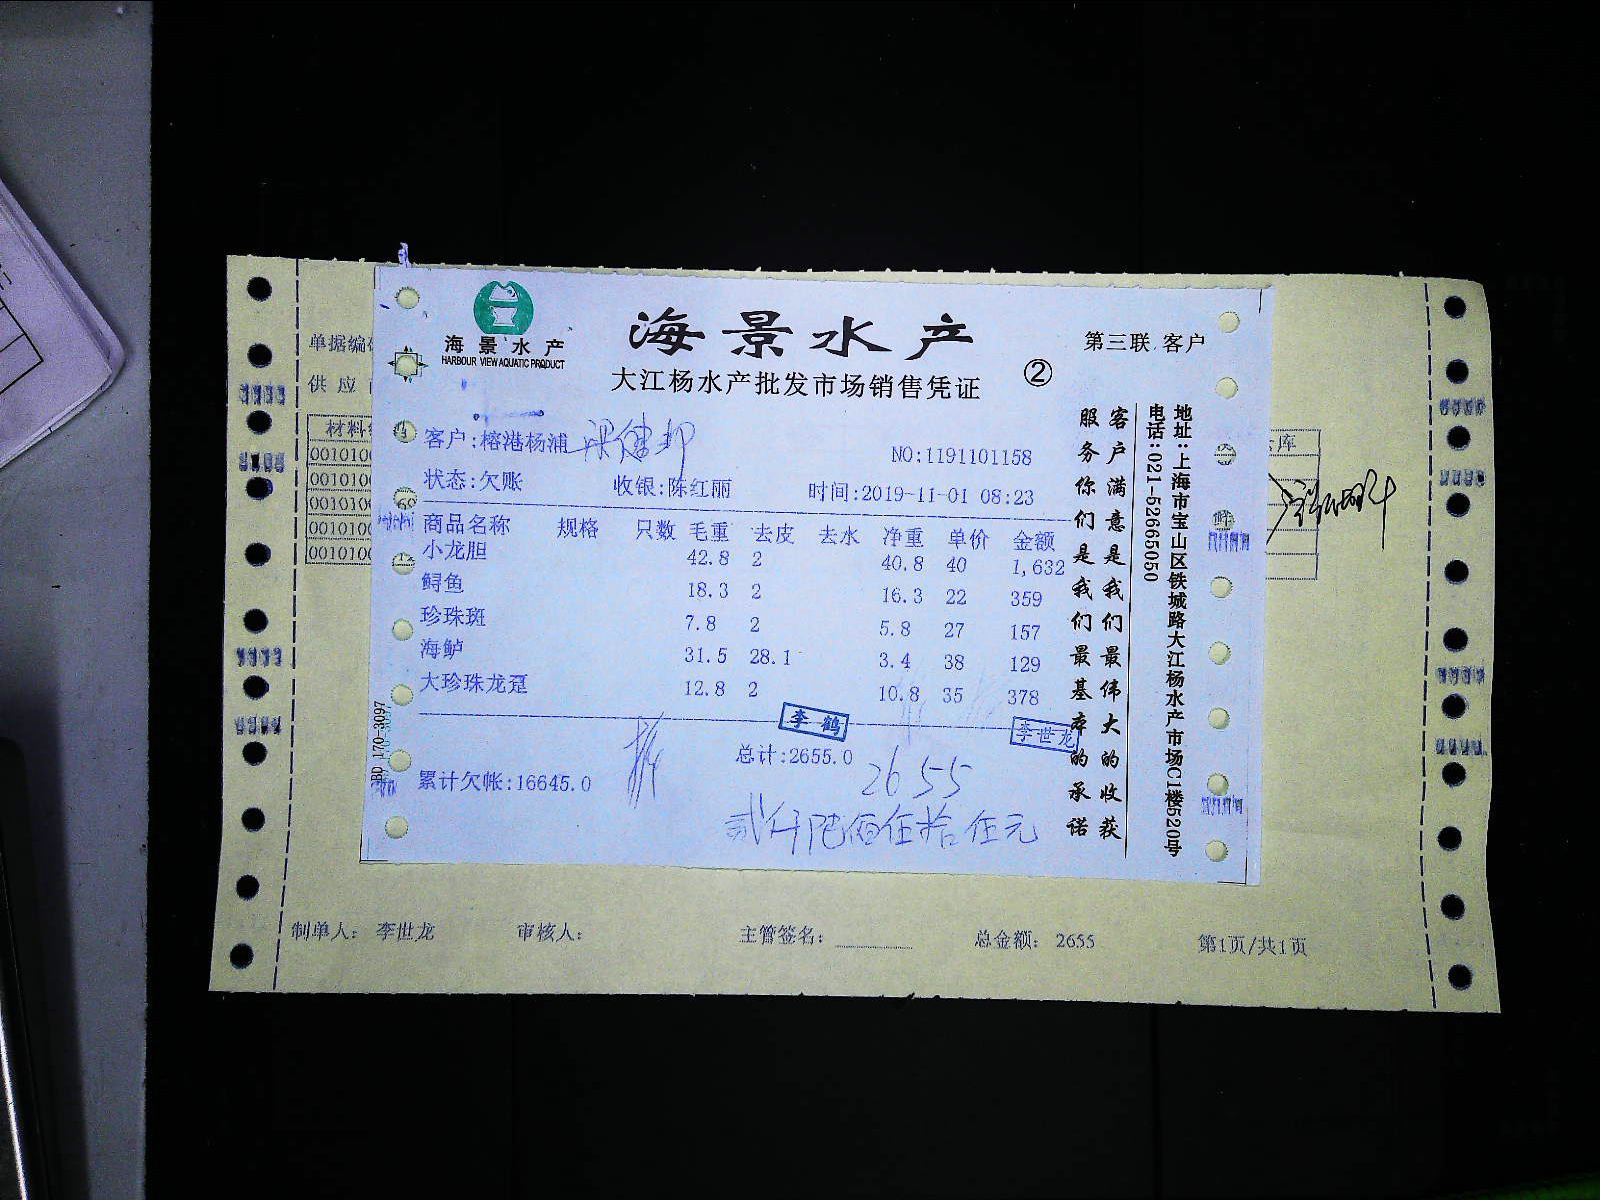 海景水产
HARBOUR VIEW AQUATIC PRODUCT
海景水产
第三联 客户
大江杨水产批发市场销售凭证 ②
客户:榕港杨浦
NO:1191101158
状态:欠账 收银:陈红丽 时间:2019-11-01 08:23
商品名称 规格 只数 毛重 去皮 去水 净重 单价 金额
小龙胆 42.8 2 40.8 40 1,632
鲟鱼 18.3 2 16.3 22 359
珍珠斑 7.8 2 5.8 27 157
海鲈 31.5 28.1 3.4 38 129
大珍珠龙趸 12.8 2 10.8 35 378
李鹤
李世龙
总计:2655.0
2655
累计欠帐:16645.0
贰仟陆佰伍拾伍元
客户满意是我们最伟大的收获
服务你们是我们最基本的承诺
地址:上海市宝山区铁城路大江杨水产市场C1楼520号
电话:021-52665050
单据编
供应
材料
001010
001010
001010
001010
001010
库
制单人: 李世龙 审核人: 主管签名: 总金额: 2655 第1页/共1页